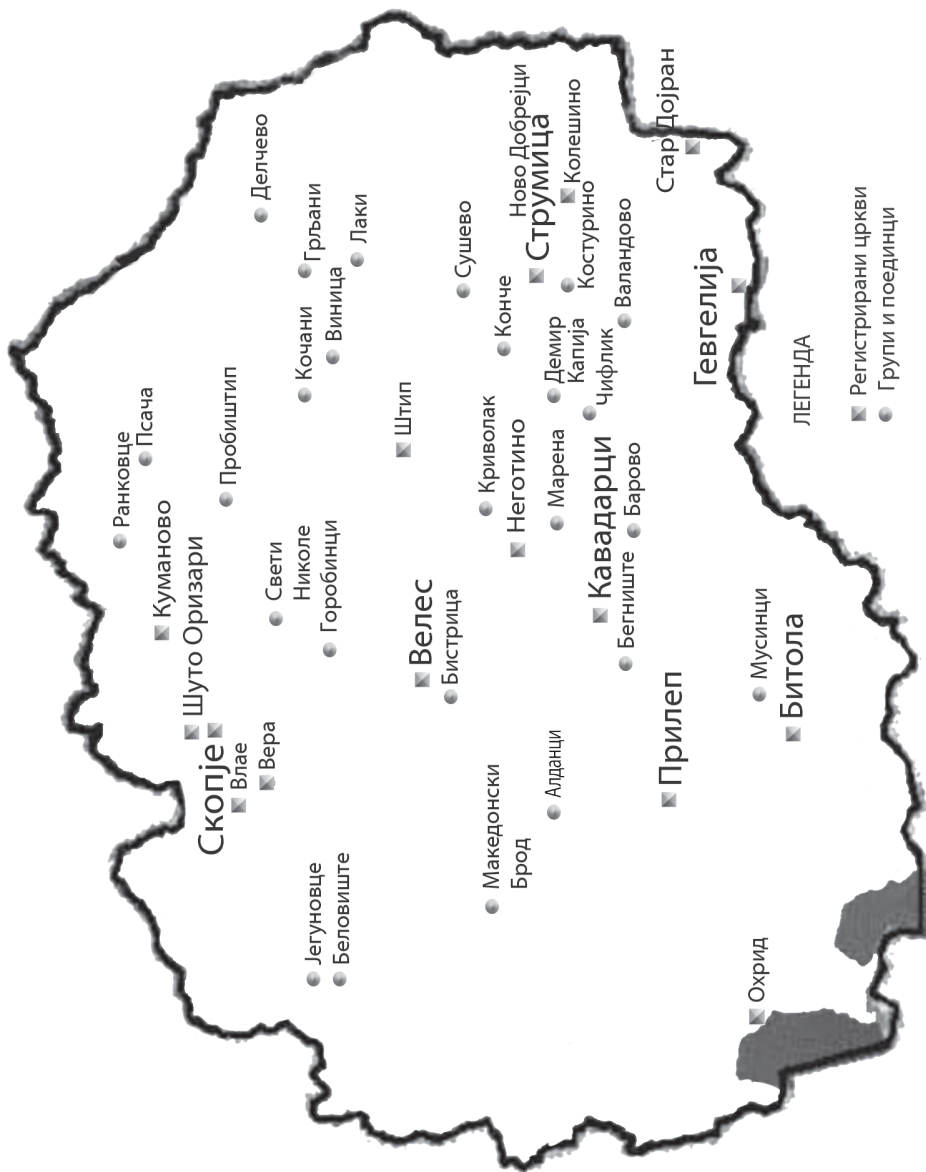 Ранковце
Псача
Куманово
Шуто Оризари
Скопје
Влае
Вера
Пробиштип
Делчево
Свети
Николе
Горобинци
Кочани
Виница
Грљани
Лаки
Јегуновце
Беловиште
Штип
Велес
Бистрица
Сушево
Конче
Криволак
Неготино
Марена
Демир
Капија
Чифлик
Ново Добрејци
Струмица
Колешино
Костурино
Валандово
Македонски
Брод
Алданци
Кавадарци
Бегниште
Барово
Прилеп
Стар Дојран
Гевгелија
Мусинци
Битола
Охрид
ЛЕГЕНДА
Регистрирани цркви
Групи и поединци